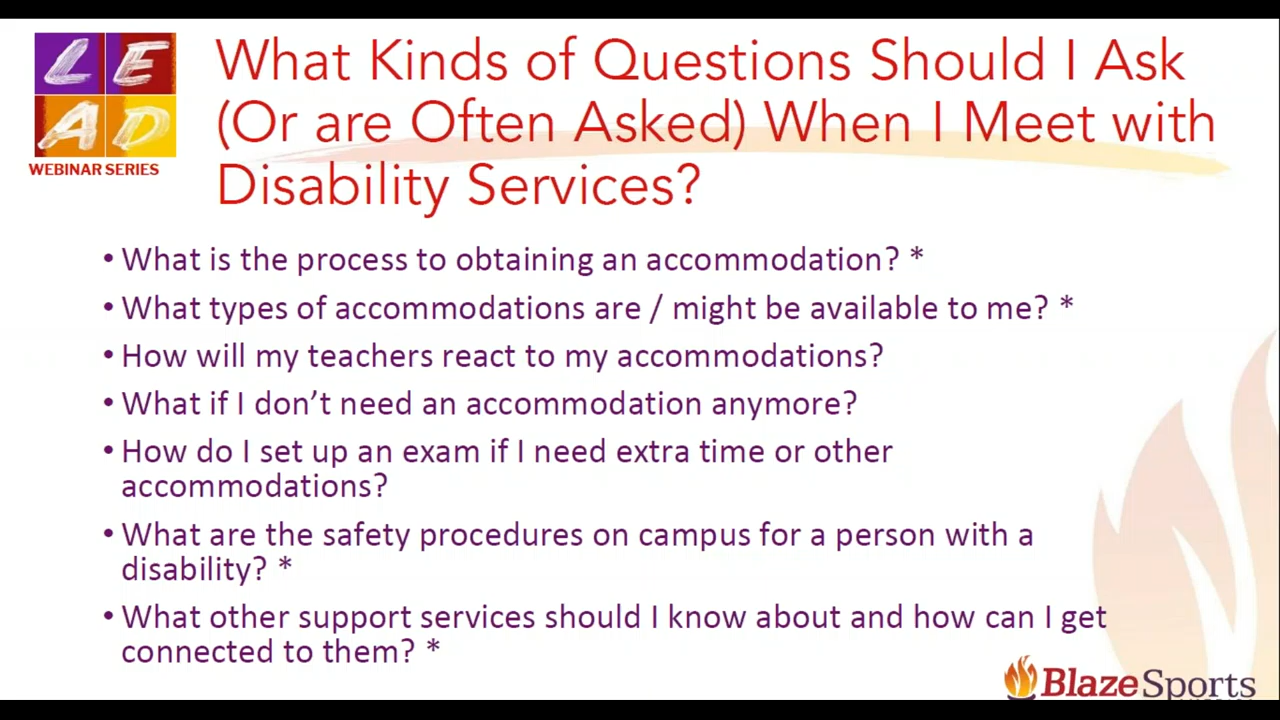 LE
AD
WEBINAR SERIES
What Kinds of Questions Should I Ask
(Or are Often Asked) When I Meet with
Disability Services?
• What is the process to obtaining an accommodation? *
• What types of accommodations are / might be available to me? *
• How will my teachers react to my accommodations?
• What if I don’t need an accommodation anymore?
• How do I set up an exam if I need extra time or other
accommodations?
• What are the safety procedures on campus for a person with a
disability? *
• What other support services should I know about and how can I get
connected to them? *
BlazeSports